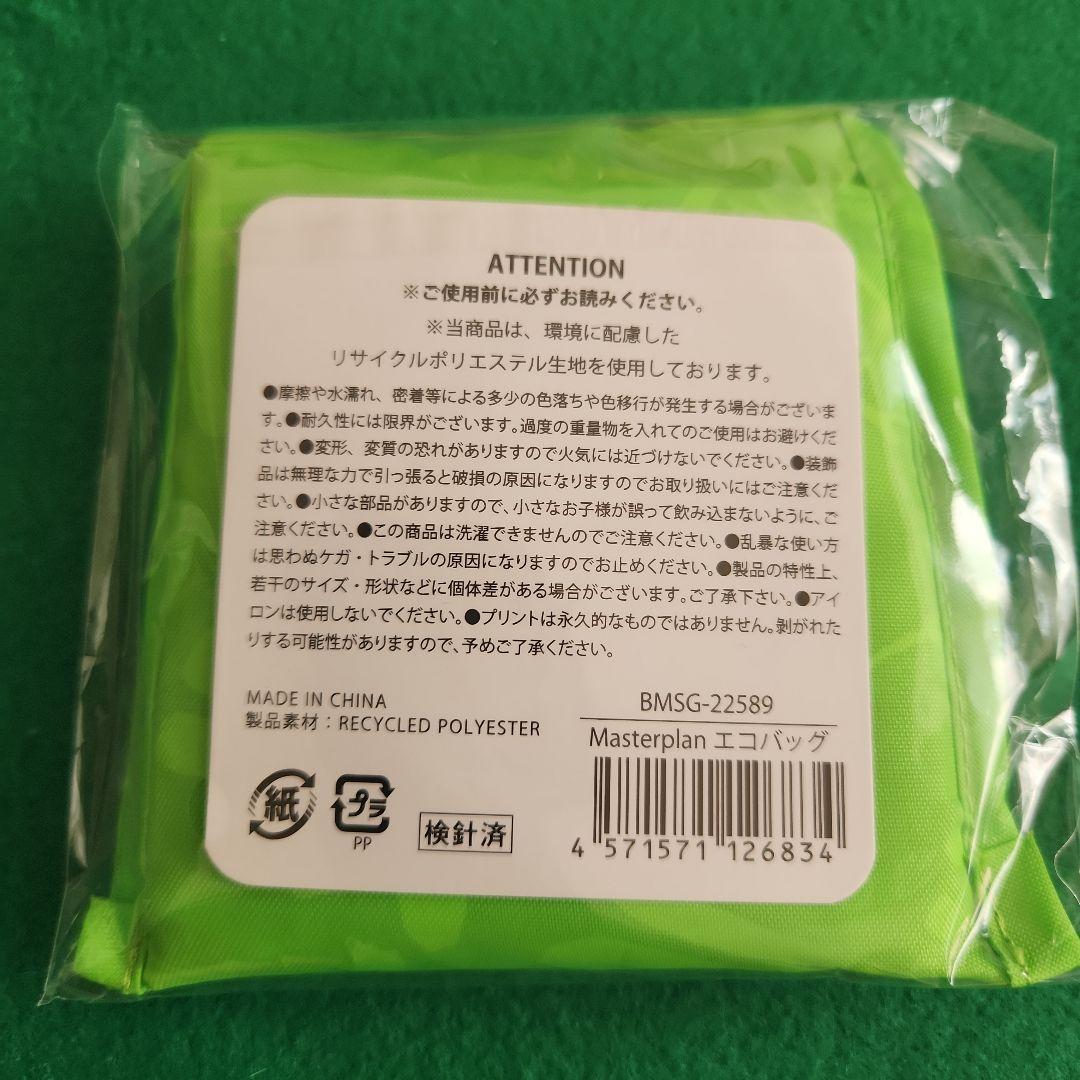 ATTENTION
※ご使用前に必ずお読みください。
※当商品は、環境に配慮した
リサイクルポリエステル生地を使用しております。
●摩擦や水濡れ、密着等による多少の色落ちや色移行が発生する場合がございま
す。●耐久性には限界がございます。過度の重量物を入れてのご使用はお避けくだ
さい。●変形、変質の恐れがありますので火気には近づけないでください。●装飾
品は無理な力で引っ張ると破損の原因になりますのでお取り扱いにはご注意くだ
さい。●小さな部品がありますので、小さなお子様が誤って飲み込まないように、ご
注意ください。●この商品は洗濯できませんのでご注意ください。●乱暴な使い方
は思わぬケガ・トラブルの原因になりますのでお止めください。●製品の特性上、
若干のサイズ・形状などに個体差がある場合がございます。ご了承下さい。●アイ
ロンは使用しないでください。●プリントは永久的なものではありません。剝がれた
りする可能性がありますので、予めご了承ください。
MADE IN CHINA
製品素材：RECYCLED POLYESTER
紙
プラ
PP
検針済
BMSG-22589
Masterplan エコバッグ
4 571571 126834